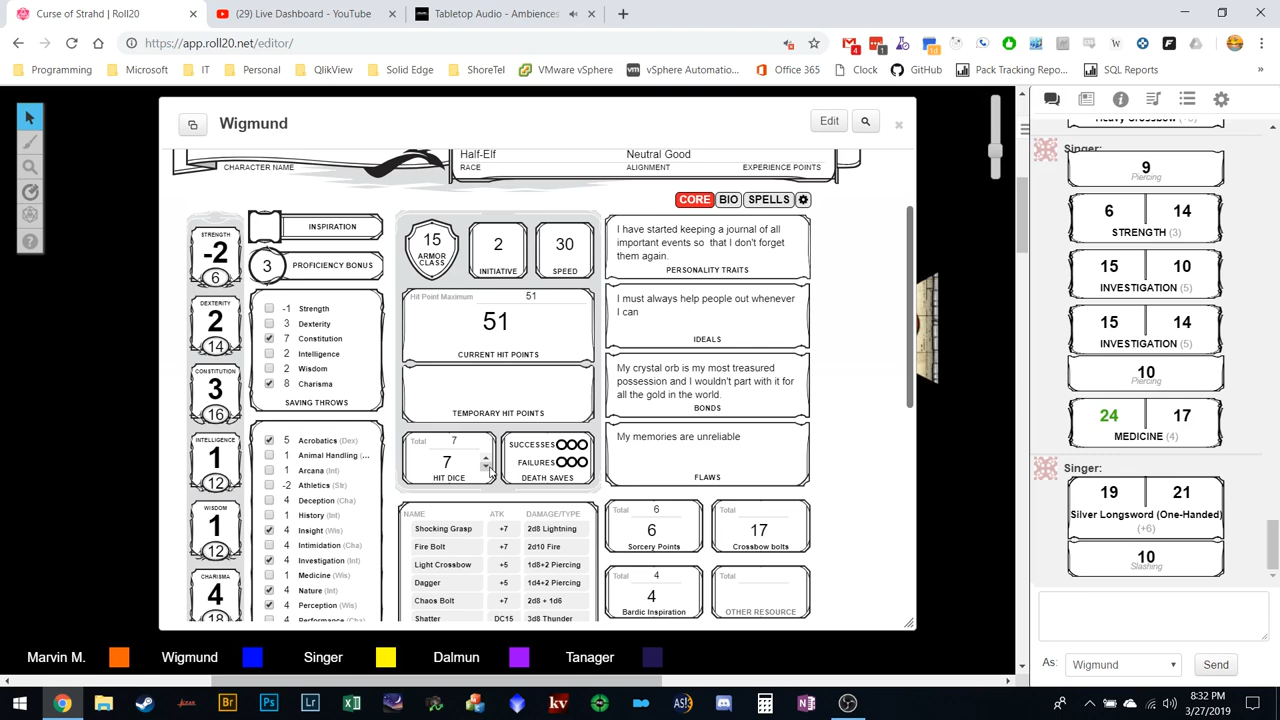 Curse of Strahd | Roll20
(29) Live Dashboard - YouTube
Tabletop Audio - Ambiences
https://app.roll20.net/editor/
4
1
1d
Programming
Microsoft
IT
Personal
QlikView
Solid Edge
ShoreTel
VMware vSphere
vSphere Automatio...
Office 365
Clock
GitHub
Pack Tracking Repo...
SQL Reports
Wigmund
Edit
CHARACTER NAME
Half-Elf
Neutral Good
RACE
ALIGNMENT
EXPERIENCE POINTS
CORE
BIO
SPELLS
STRENGTH
-2
6
DEXTERITY
2
14
CONSTITUTION
3
16
INTELLIGENCE
1
12
WISDOM
1
12
CHARISMA
4
18
INSPIRATION
3 PROFICIENCY BONUS
-1 Strength
3 Dexterity
7 Constitution
2 Intelligence
2 Wisdom
8 Charisma
SAVING THROWS
5 Acrobatics (Dex)
1 Animal Handling (...
1 Arcana (Int)
-2 Athletics (Str)
4 Deception (Cha)
1 History (Int)
4 Insight (Wis)
4 Intimidation (Cha)
4 Investigation (Int)
1 Medicine (Wis)
4 Nature (Int)
4 Perception (Wis)
4 Performance (Cha)
15
ARMOR
CLASS
2
INITIATIVE
30
SPEED
Hit Point Maximum 51
51
CURRENT HIT POINTS
TEMPORARY HIT POINTS
Total 7
7
HIT DICE
SUCCESSES
FAILURES
DEATH SAVES
NAME ATK DAMAGE/TYPE
Shocking Grasp +7 2d8 Lightning
Fire Bolt +7 2d10 Fire
Light Crossbow +5 1d8+2 Piercing
Dagger +5 1d4+2 Piercing
Chaos Bolt +7 2d8 + 1d6
Shatter DC15 3d8 Thunder
I have started keeping a journal of all
important events so that I don't forget
them again.
PERSONALITY TRAITS
I must always help people out whenever
I can
IDEALS
My crystal orb is my most treasured
possession and I wouldn't part with it for
all the gold in the world.
BONDS
My memories are unreliable
FLAWS
Total 6
6
Sorcery Points
Total
17
Crossbow bolts
Total 4
4
Bardic Inspiration
Total
OTHER RESOURCE
Singer:
9
Piercing
6 14
STRENGTH (3)
15 10
INVESTIGATION (5)
15 14
INVESTIGATION (5)
10
Piercing
24 17
MEDICINE (4)
Singer:
19 21
Silver Longsword (One-Handed)
(+6)
10
Slashing
As:
Wigmund
Send
Marvin M.
Wigmund
Singer
Dalmun
Tanager
Br
Ps
Lr
kv
8:32 PM
3/27/2019